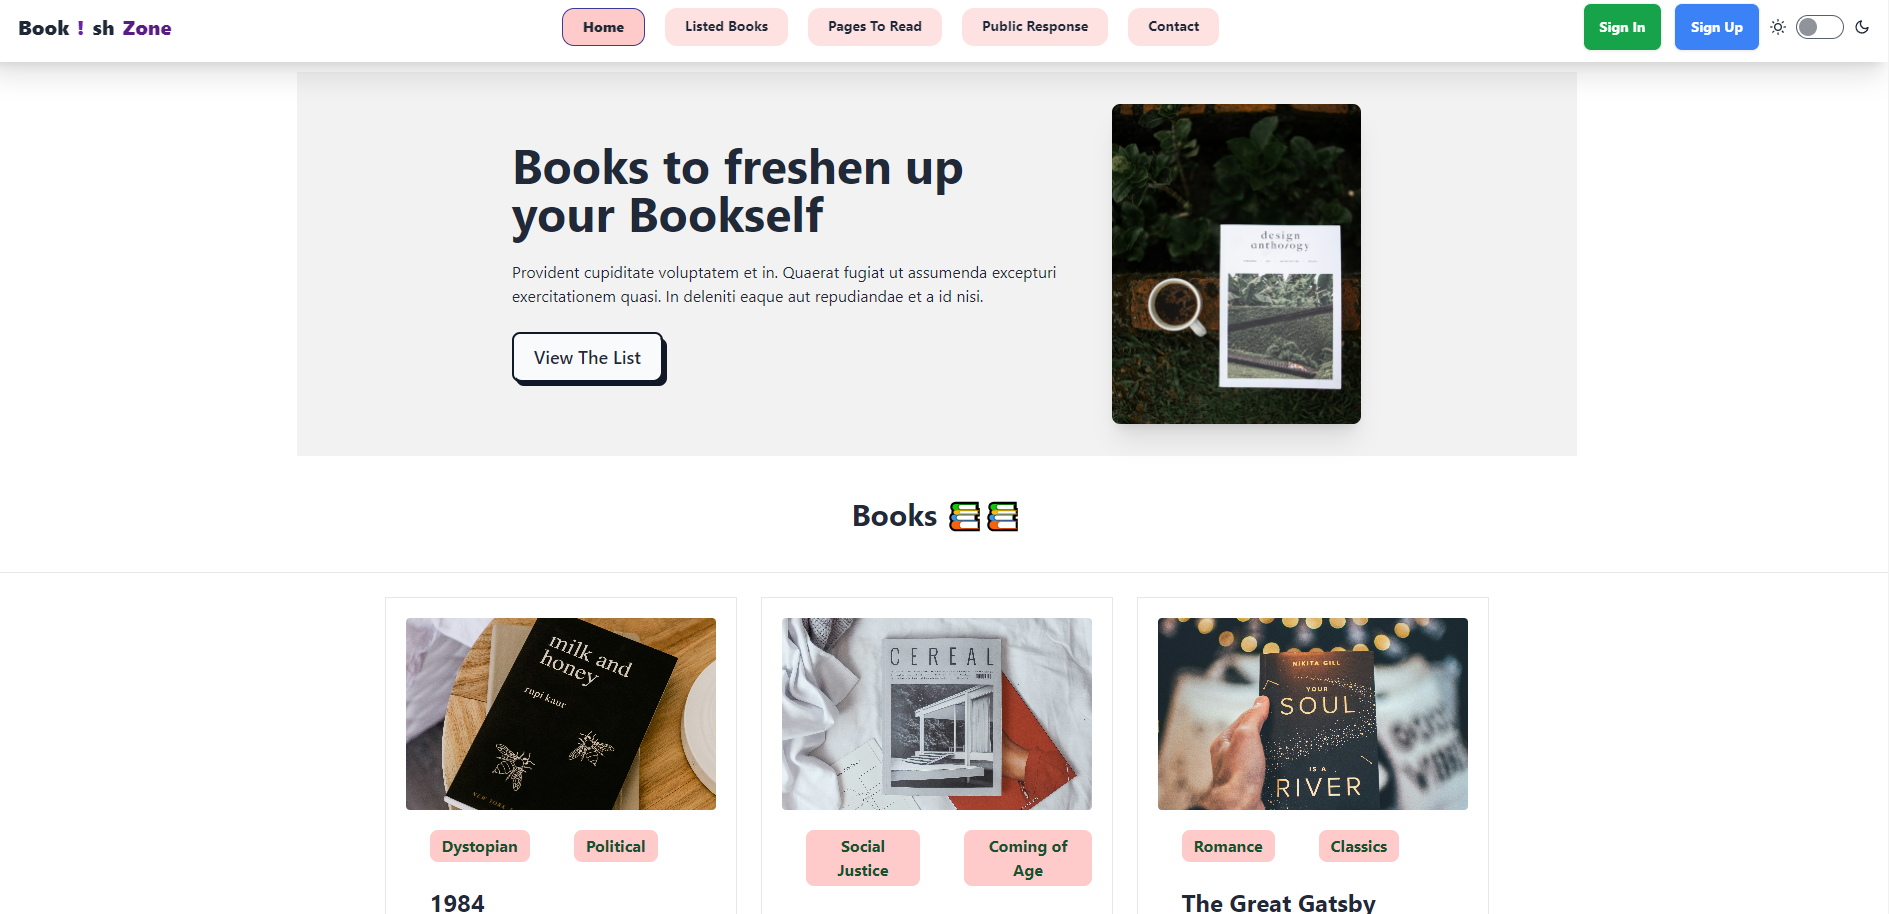 Book ! sh Zone
Home
Listed Books
Pages To Read
Public Response
Contact
Sign In
Sign Up
Books to freshen up
your Bookself
Provident cupiditate voluptatem et in. Quaerat fugiat ut assumenda excepturi
exercitationem quasi. In deleniti eaque aut repudiandae et a id nisi.
View The List
design
anthology
Books
milk and
honey
rupi kaur
CEREAL
NIKITA GILL
YOUR
SOUL
IS A
RIVER
Dystopian
Political
Social
Justice
Coming of
Age
Romance
Classics
1984
The Great Gatsby